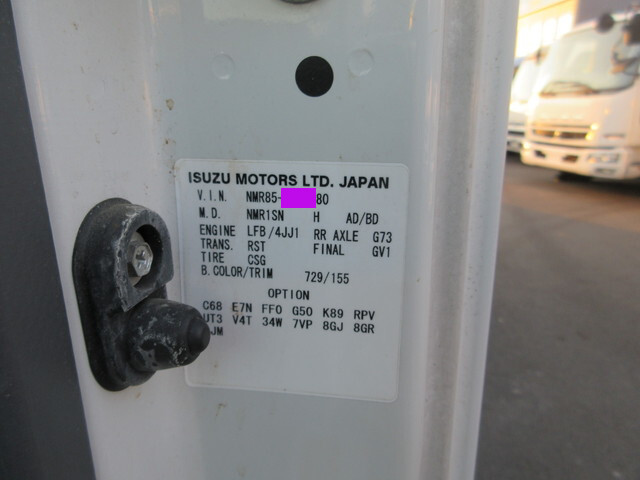 ISUZU MOTORS LTD. JAPAN
V.I.N. NMR85- 80
M.D. NMR1SN H AD/BD
ENGINE LFB/4JJ1 RR AXLE G73
TRANS. RST FINAL GV1
TIRE CSG
B.COLOR/TRIM 729/155
OPTION
C68 E7N FF0 G50 K89 RPV
UT3 V4T 34W 7VP 8GJ 8GR
JM